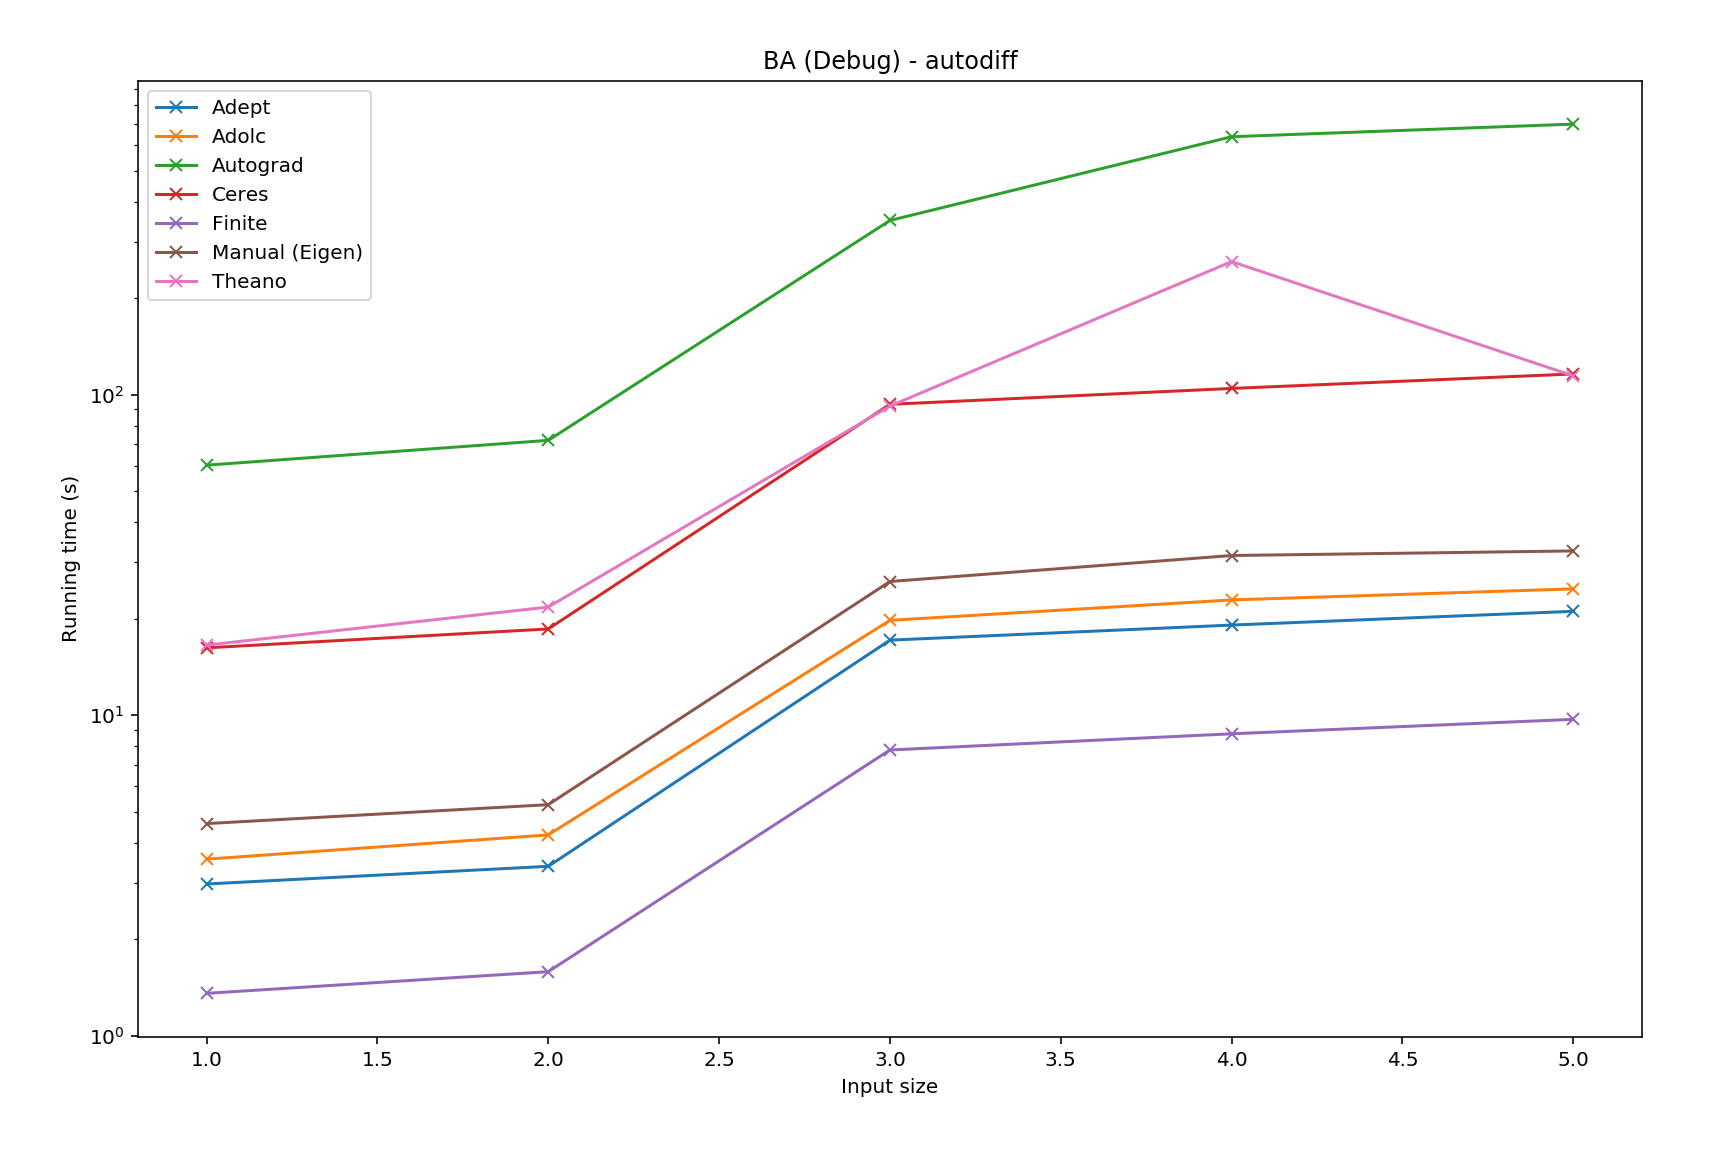 BA (Debug) - autodiff
Adept
Adolc
Autograd
Ceres
Finite
Manual (Eigen)
Theano
Running time (s)
10²
10¹
10⁰
1.0 1.5 2.0 2.5 3.0 3.5 4.0 4.5 5.0
Input size